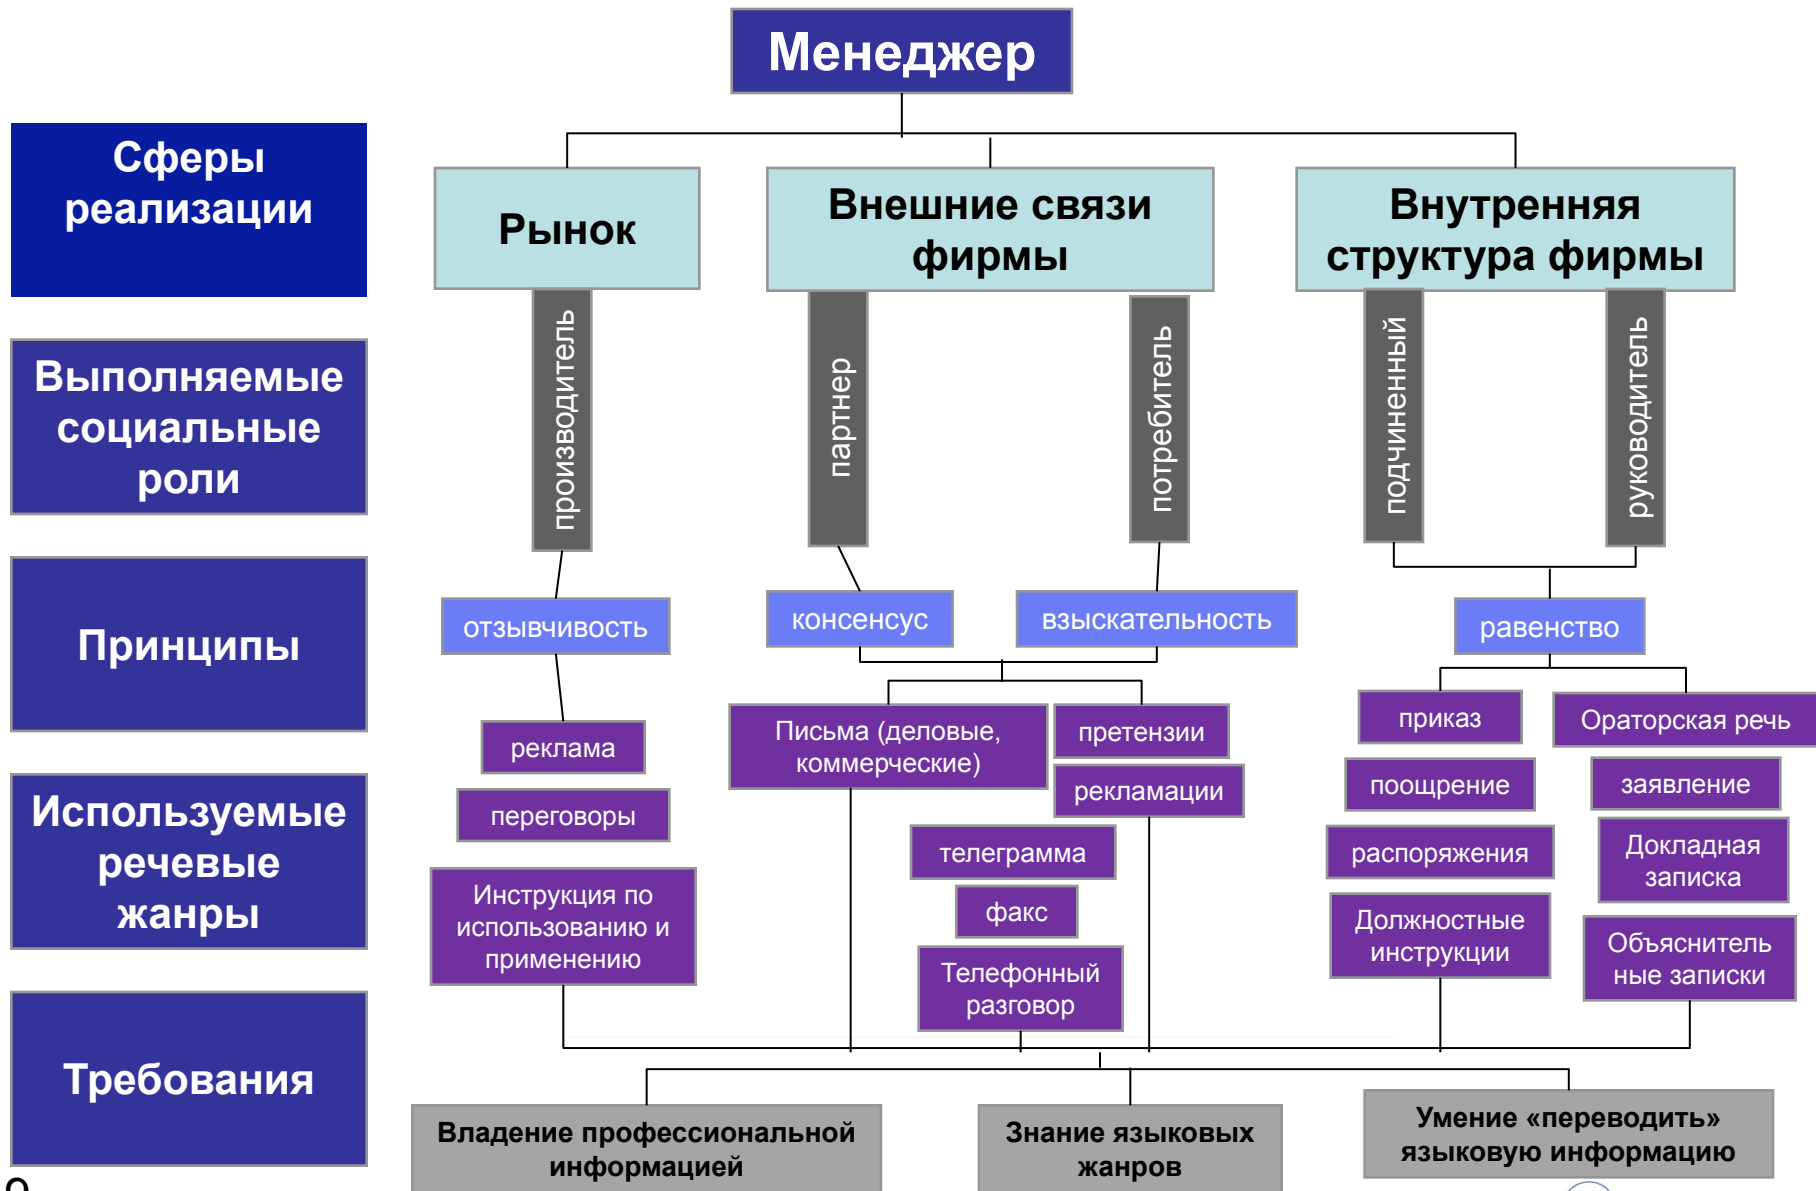 Менеджер
Сферы
реализации
Рынок
Внешние связи
фирмы
Внутренняя
структура фирмы
Выполняемые
социальные
роли
производитель
партнер
потребитель
подчиненный
руководитель
Принципы
отзывчивость
консенсус
взыскательность
равенство
Используемые
речевые
жанры
реклама
переговоры
Инструкция по
использованию и
применению
Письма (деловые,
коммерческие)
претензии
рекламации
телеграмма
факс
Телефонный
разговор
приказ
поощрение
распоряжения
Должностные
инструкции
Ораторская речь
заявление
Докладная
записка
Объяснитель
ные записки
Требования
Владение профессиональной
информацией
Знание языковых
жанров
Умение «переводить»
языковую информацию